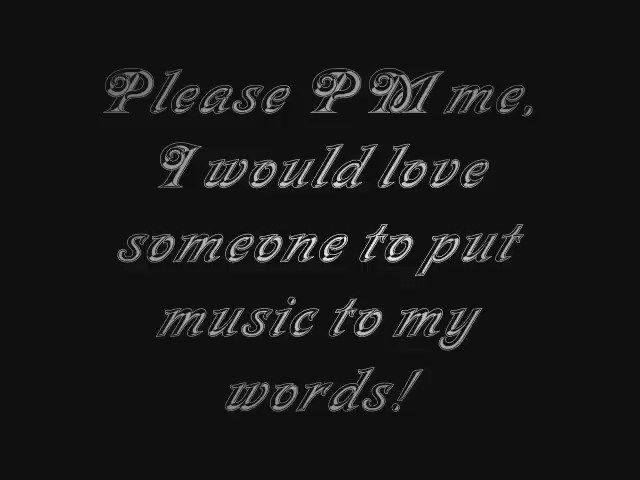 Please PM me,
I would love
someone to put
music to my
words!